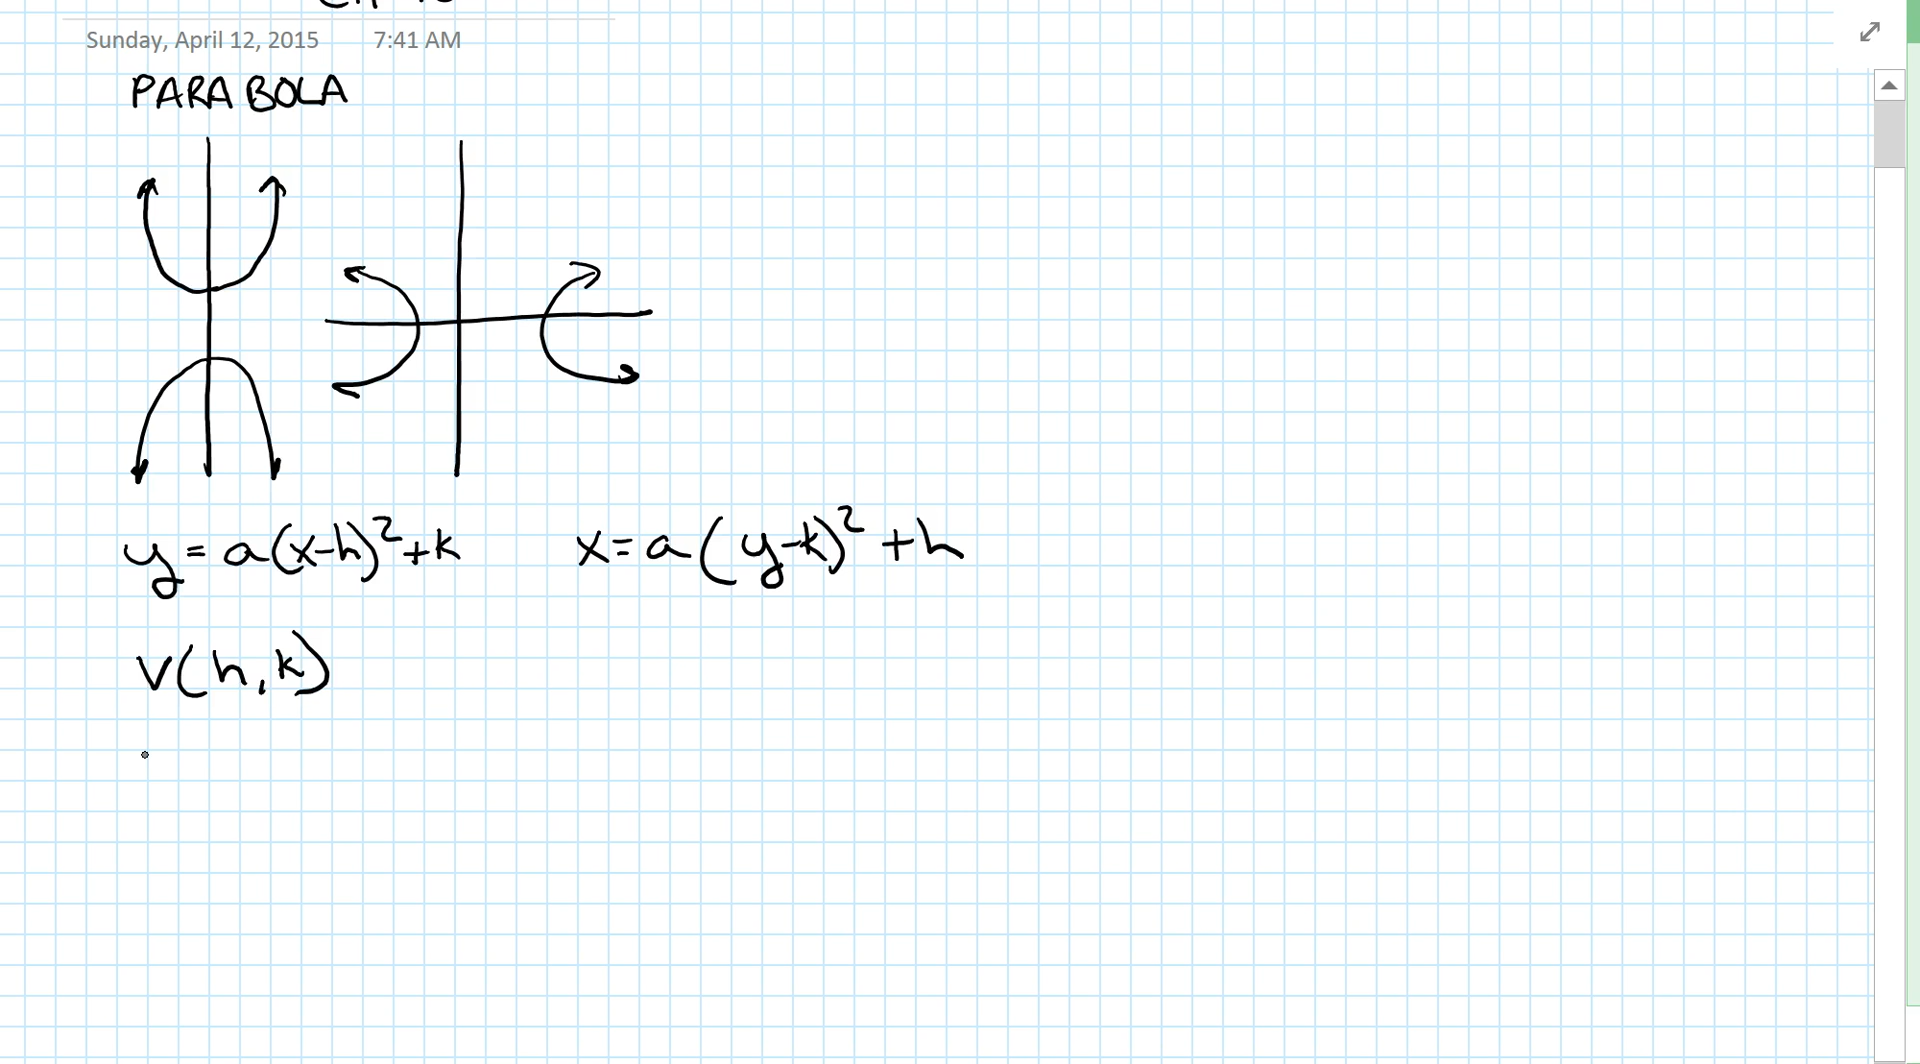 Sunday, April 12, 2015 7:41 AM
PARABOLA
y = a(x-h)² + k x = a(y-k)² + h
V(h, k)